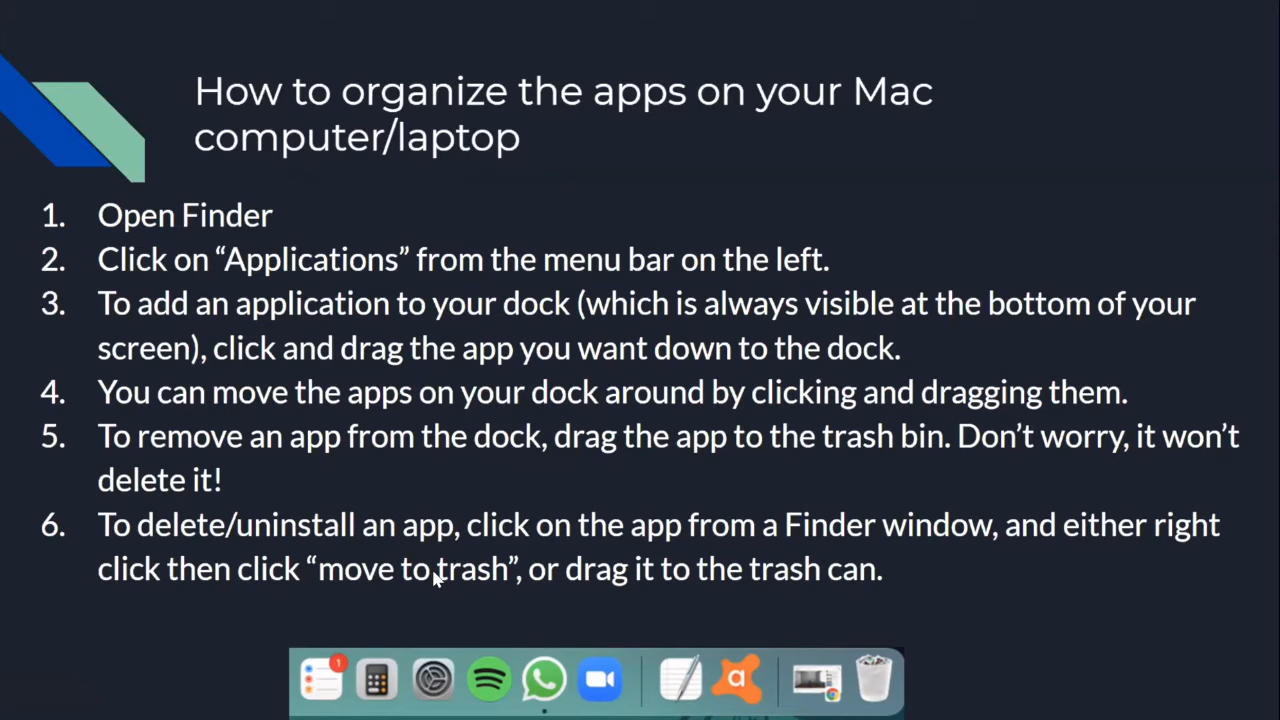 How to organize the apps on your Mac
computer/laptop
1. Open Finder
2. Click on “Applications” from the menu bar on the left.
3. To add an application to your dock (which is always visible at the bottom of your
screen), click and drag the app you want down to the dock.
4. You can move the apps on your dock around by clicking and dragging them.
5. To remove an app from the dock, drag the app to the trash bin. Don’t worry, it won’t
delete it!
6. To delete/uninstall an app, click on the app from a Finder window, and either right
click then click “move to trash”, or drag it to the trash can.
1
a